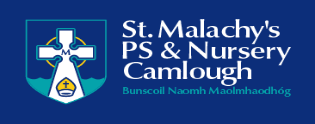 St. Malachy's
PS & Nursery
Camlough
Bunscoil Naomh Maolmhaodhóg
M